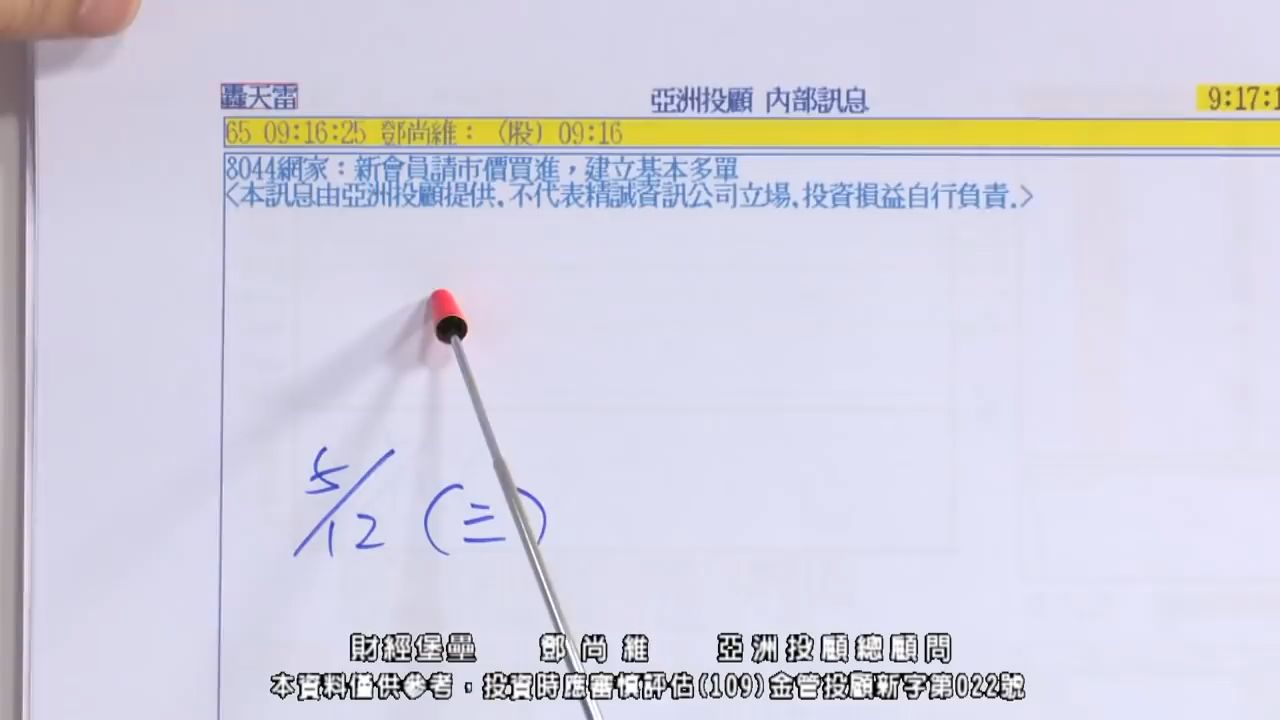 轟天雷 亞洲投顧 內部訊息 9:17:1
65 09:16:25 鄧尚維：（股）09:16
8044網家：新會員請市價買進，建立基本多單
<本訊息由亞洲投顧提供,不代表精誠資訊公司立場,投資損益自行負責.>
5/12 (三)
財經堡壘 鄧尚維 亞洲投顧總顧問
本資料僅供參考，投資時應審慎評估(109)金管投顧新字第022號